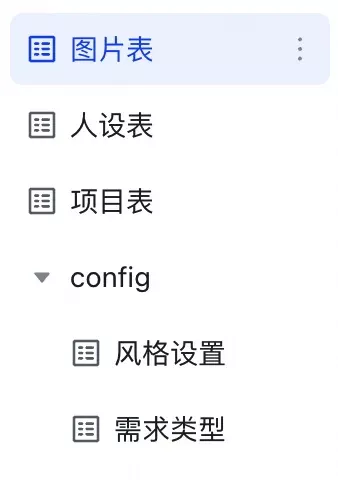 图片表
人设表
项目表
config
风格设置
需求类型